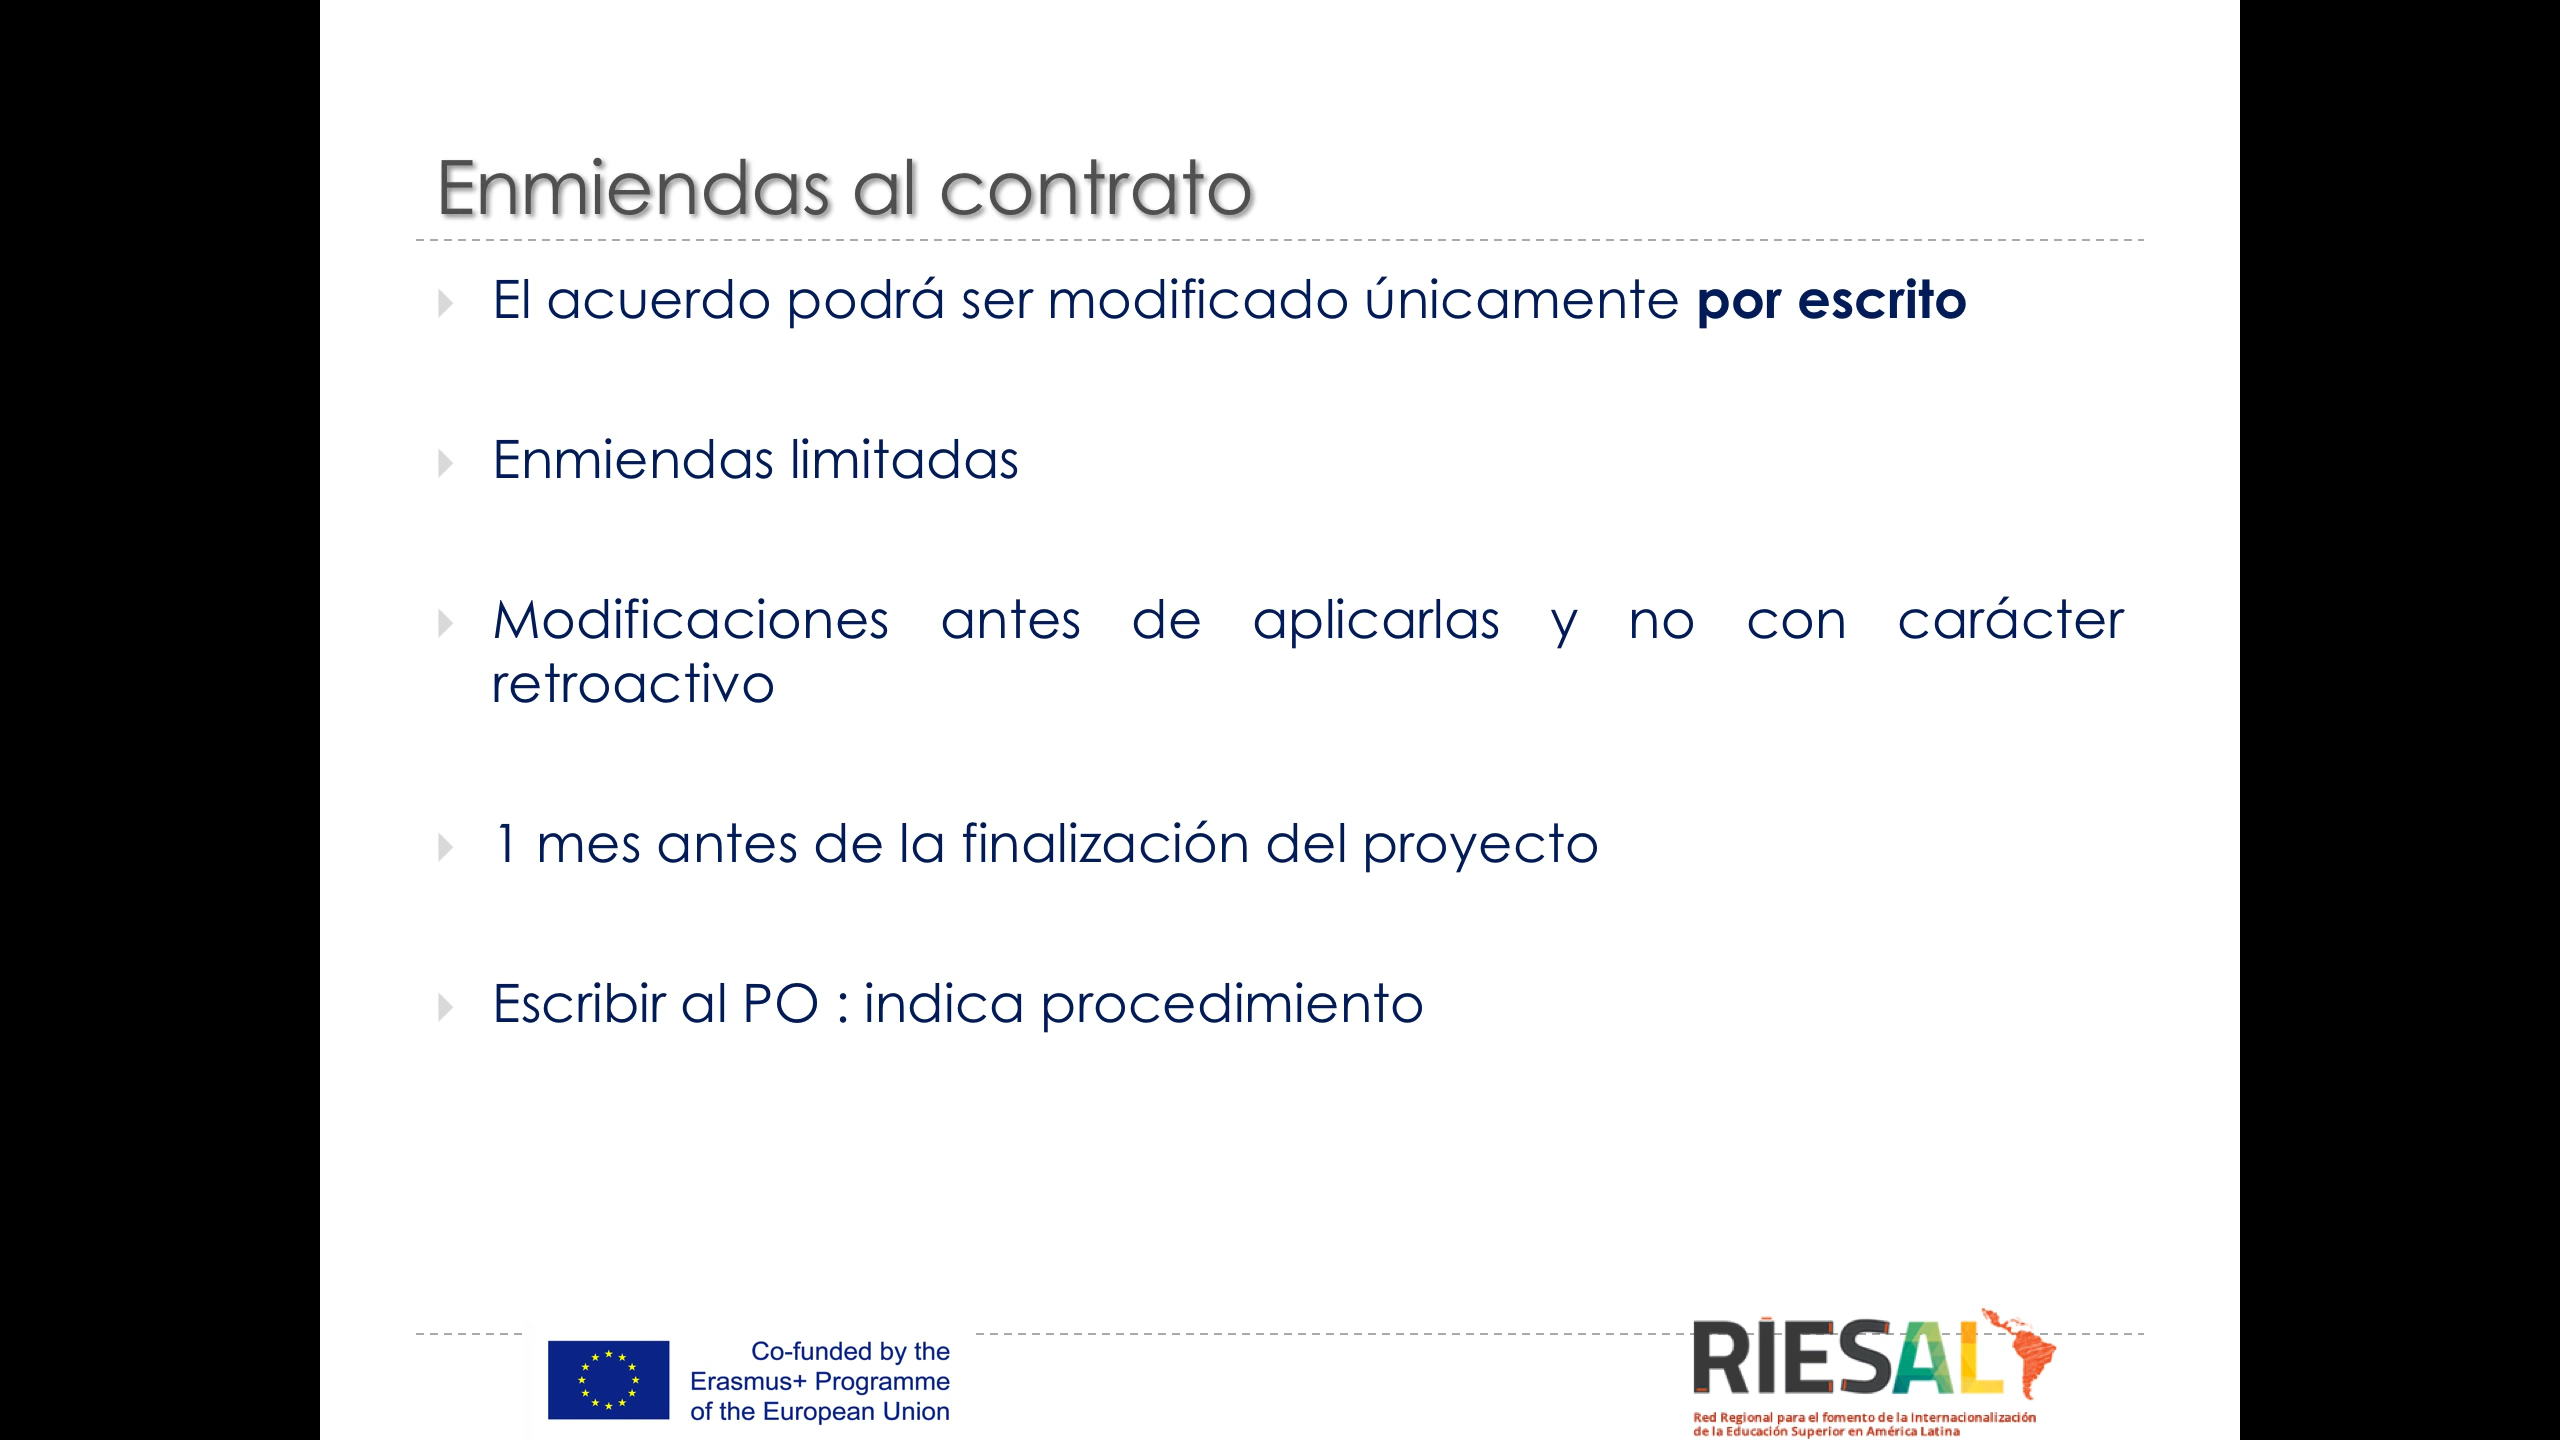 Enmiendas al contrato
El acuerdo podrá ser modificado únicamente por escrito
Enmiendas limitadas
Modificaciones antes de aplicarlas y no con carácter
retroactivo
1 mes antes de la finalización del proyecto
Escribir al PO : indica procedimiento
Co-funded by the
Erasmus+ Programme
of the European Union
RIESAL
Red Regional para el fomento de la Internacionalización
de la Educación Superior en América Latina